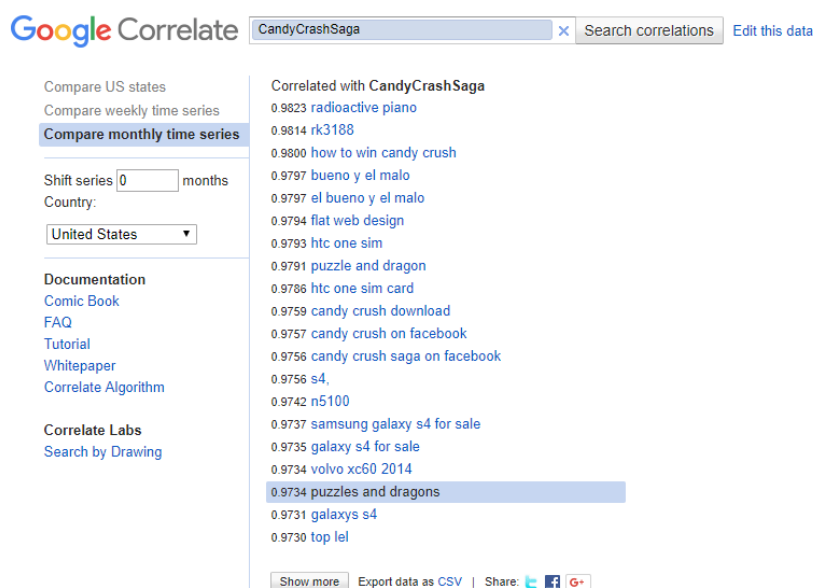 Google Correlate CandyCrashSaga × Search correlations Edit this data
Compare US states
Compare weekly time series
Compare monthly time series
Shift series 0 months
Country:
United States
Documentation
Comic Book
FAQ
Tutorial
Whitepaper
Correlate Algorithm
Correlate Labs
Search by Drawing
Correlated with CandyCrashSaga
0.9823 radioactive piano
0.9814 rk3188
0.9800 how to win candy crush
0.9797 bueno y el malo
0.9797 el bueno y el malo
0.9794 flat web design
0.9793 htc one sim
0.9791 puzzle and dragon
0.9786 htc one sim card
0.9759 candy crush download
0.9757 candy crush on facebook
0.9756 candy crush saga on facebook
0.9756 s4,
0.9742 n5100
0.9737 samsung galaxy s4 for sale
0.9735 galaxy s4 for sale
0.9734 volvo xc60 2014
0.9734 puzzles and dragons
0.9731 galaxys s4
0.9730 top lel
Show more Export data as CSV | Share: G+